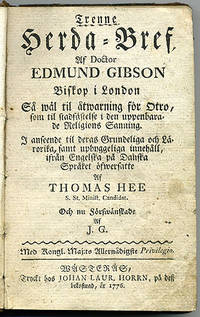 Trenne
Herda-Bref,
Af Doctor
EDMUND GIBSON
Biskop i London
Så wäl til åtwarning för Otro,
som til stadfästelse i den uppenbara-
de Religions Sanning.
I anseende til deras Grundeliga och Lä-
rorika, samt upbyggeliga innehåll,
ifrån Engelska på Danska
Språket öfwersatte
Af
THOMAS HEE
S. St. Minist. Candidat.
Och nu Förswänskade
Af
J. G.
Med Kongl. Maj:ts Allernådigste Privilegio.
WÄSTERÅS,
Tryckt hos JOHAN LAUR. HORRN, på deß
bekostnad, år 1776.